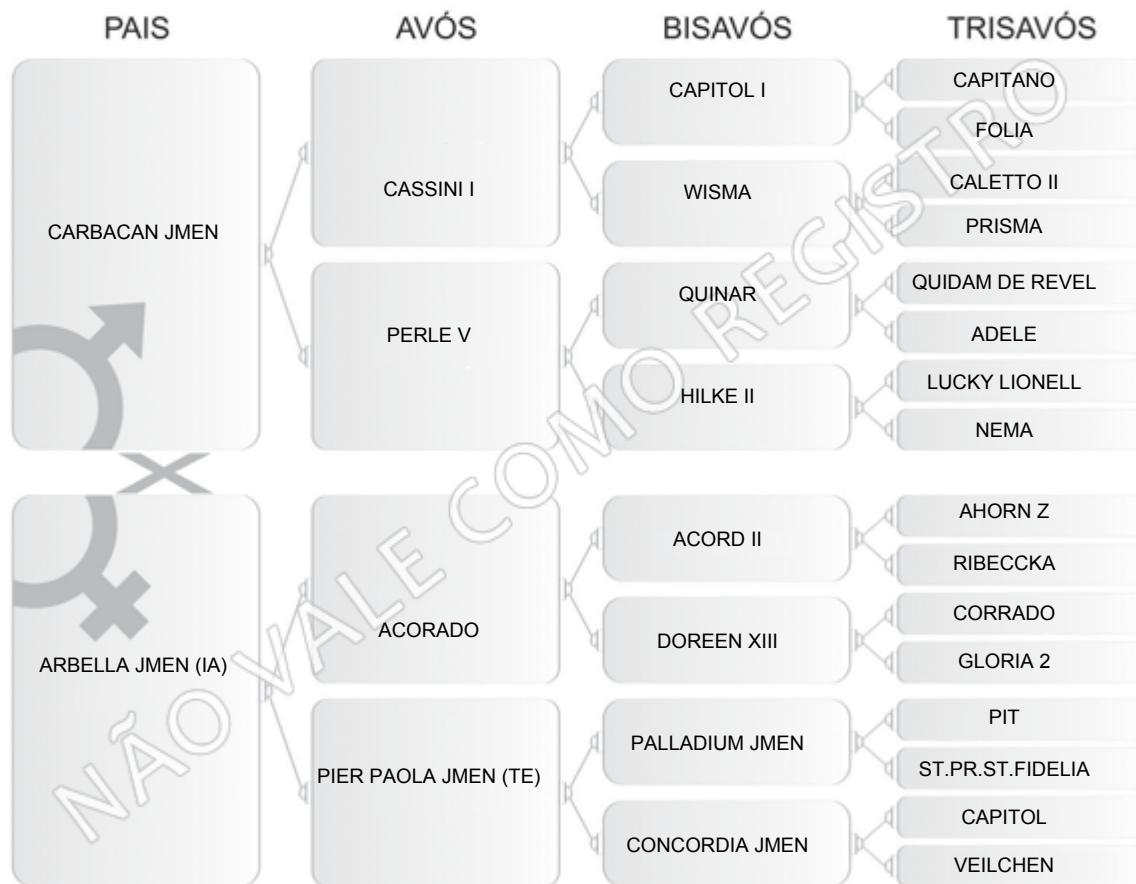 PAIS AVÓS BISAVÓS TRISAVÓS
CARBACAN JMEN
CASSINI I
PERLE V
CAPITOL I
WISMA
QUINAR
HILKE II
CAPITANO
FOLIA
CALETTO II
PRISMA
QUIDAM DE REVEL
ADELE
LUCKY LIONELL
NEMA
ARBELLA JMEN (IA)
ACORADO
PIER PAOLA JMEN (TE)
ACORD II
DOREEN XIII
PALLADIUM JMEN
CONCORDIA JMEN
AHORN Z
RIBECCKA
CORRADO
GLORIA 2
PIT
ST.PR.ST.FIDELIA
CAPITOL
VEILCHEN
NÃO VALE COMO REGISTRO